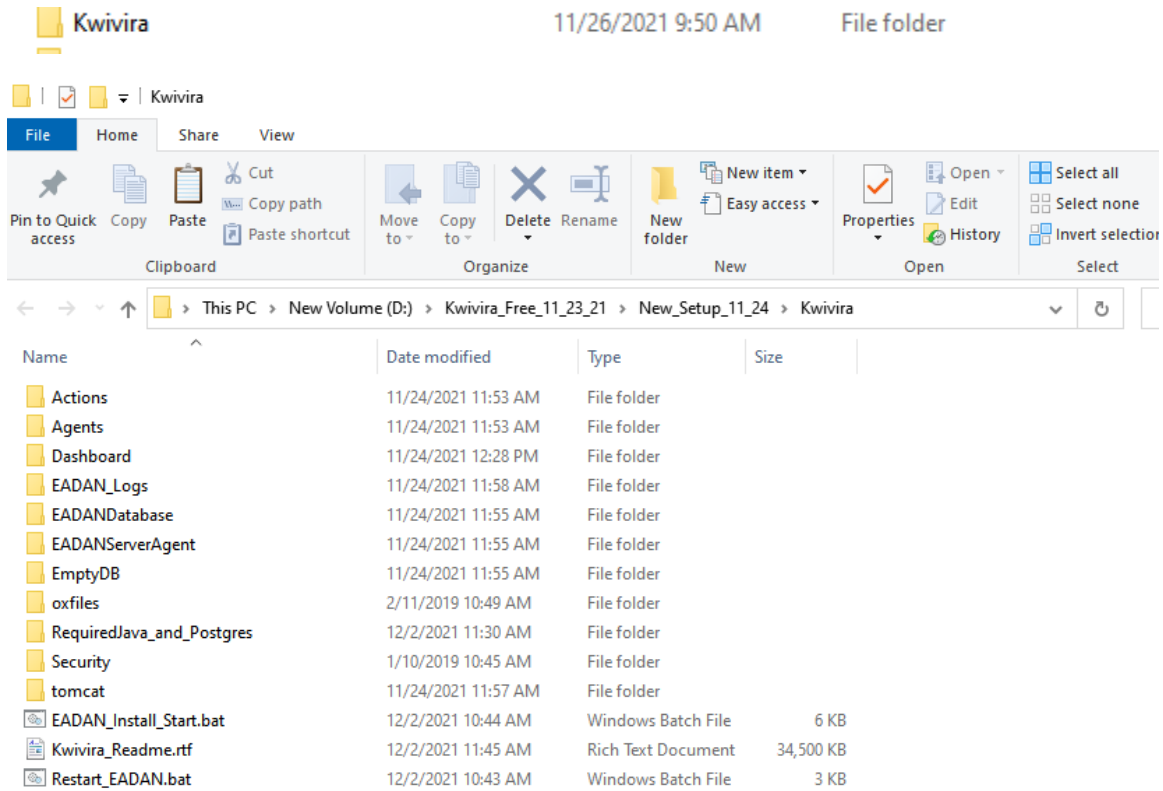 Kwivira 11/26/2021 9:50 AM File folder
Kwivira
File Home Share View
Pin to Quick access Copy Paste Cut Copy path Paste shortcut Move to Copy to Delete Rename New folder New item Easy access Properties Open Edit History Select all Select none Invert selection
Clipboard Organize New Open Select
This PC > New Volume (D:) > Kwivira_Free_11_23_21 > New_Setup_11_24 > Kwivira
Name Date modified Type Size
Actions 11/24/2021 11:53 AM File folder
Agents 11/24/2021 11:53 AM File folder
Dashboard 11/24/2021 12:28 PM File folder
EADAN_Logs 11/24/2021 11:58 AM File folder
EADANDatabase 11/24/2021 11:55 AM File folder
EADANServerAgent 11/24/2021 11:55 AM File folder
EmptyDB 11/24/2021 11:55 AM File folder
oxfiles 2/11/2019 10:49 AM File folder
RequiredJava_and_Postgres 12/2/2021 11:30 AM File folder
Security 1/10/2019 10:45 AM File folder
tomcat 11/24/2021 11:57 AM File folder
EADAN_Install_Start.bat 12/2/2021 10:44 AM Windows Batch File 6 KB
Kwivira_Readme.rtf 12/2/2021 11:45 AM Rich Text Document 34,500 KB
Restart_EADAN.bat 12/2/2021 10:43 AM Windows Batch File 3 KB